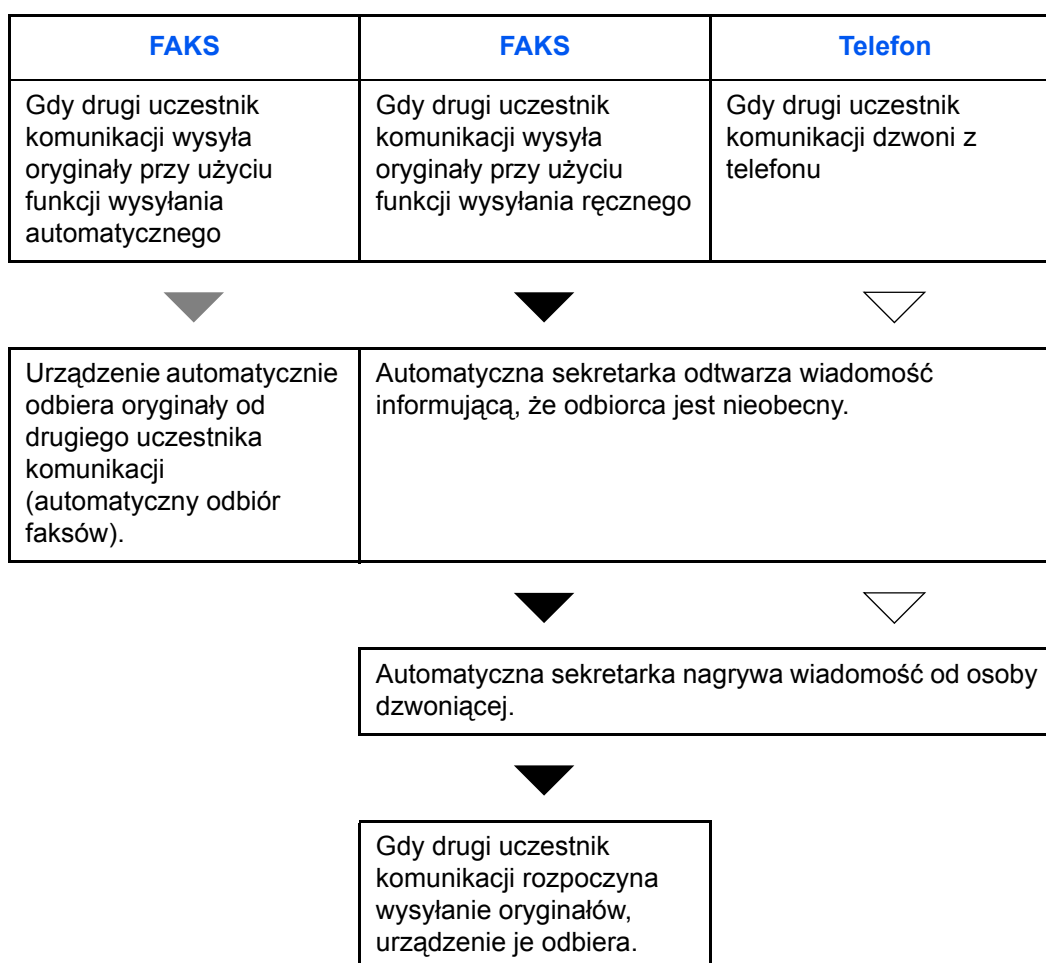 FAKS
FAKS
Telefon
Gdy drugi uczestnik
komunikacji wysyła
oryginały przy użyciu
funkcji wysyłania
automatycznego
Gdy drugi uczestnik
komunikacji wysyła
oryginały przy użyciu
funkcji wysyłania ręcznego
Gdy drugi uczestnik
komunikacji dzwoni z
telefonu
Urządzenie automatycznie
odbiera oryginały od
drugiego uczestnika
komunikacji
(automatyczny odbiór
faksów).
Automatyczna sekretarka odtwarza wiadomość
informującą, że odbiorca jest nieobecny.
Automatyczna sekretarka nagrywa wiadomość od osoby
dzwoniącej.
Gdy drugi uczestnik
komunikacji rozpoczyna
wysyłanie oryginałów,
urządzenie je odbiera.